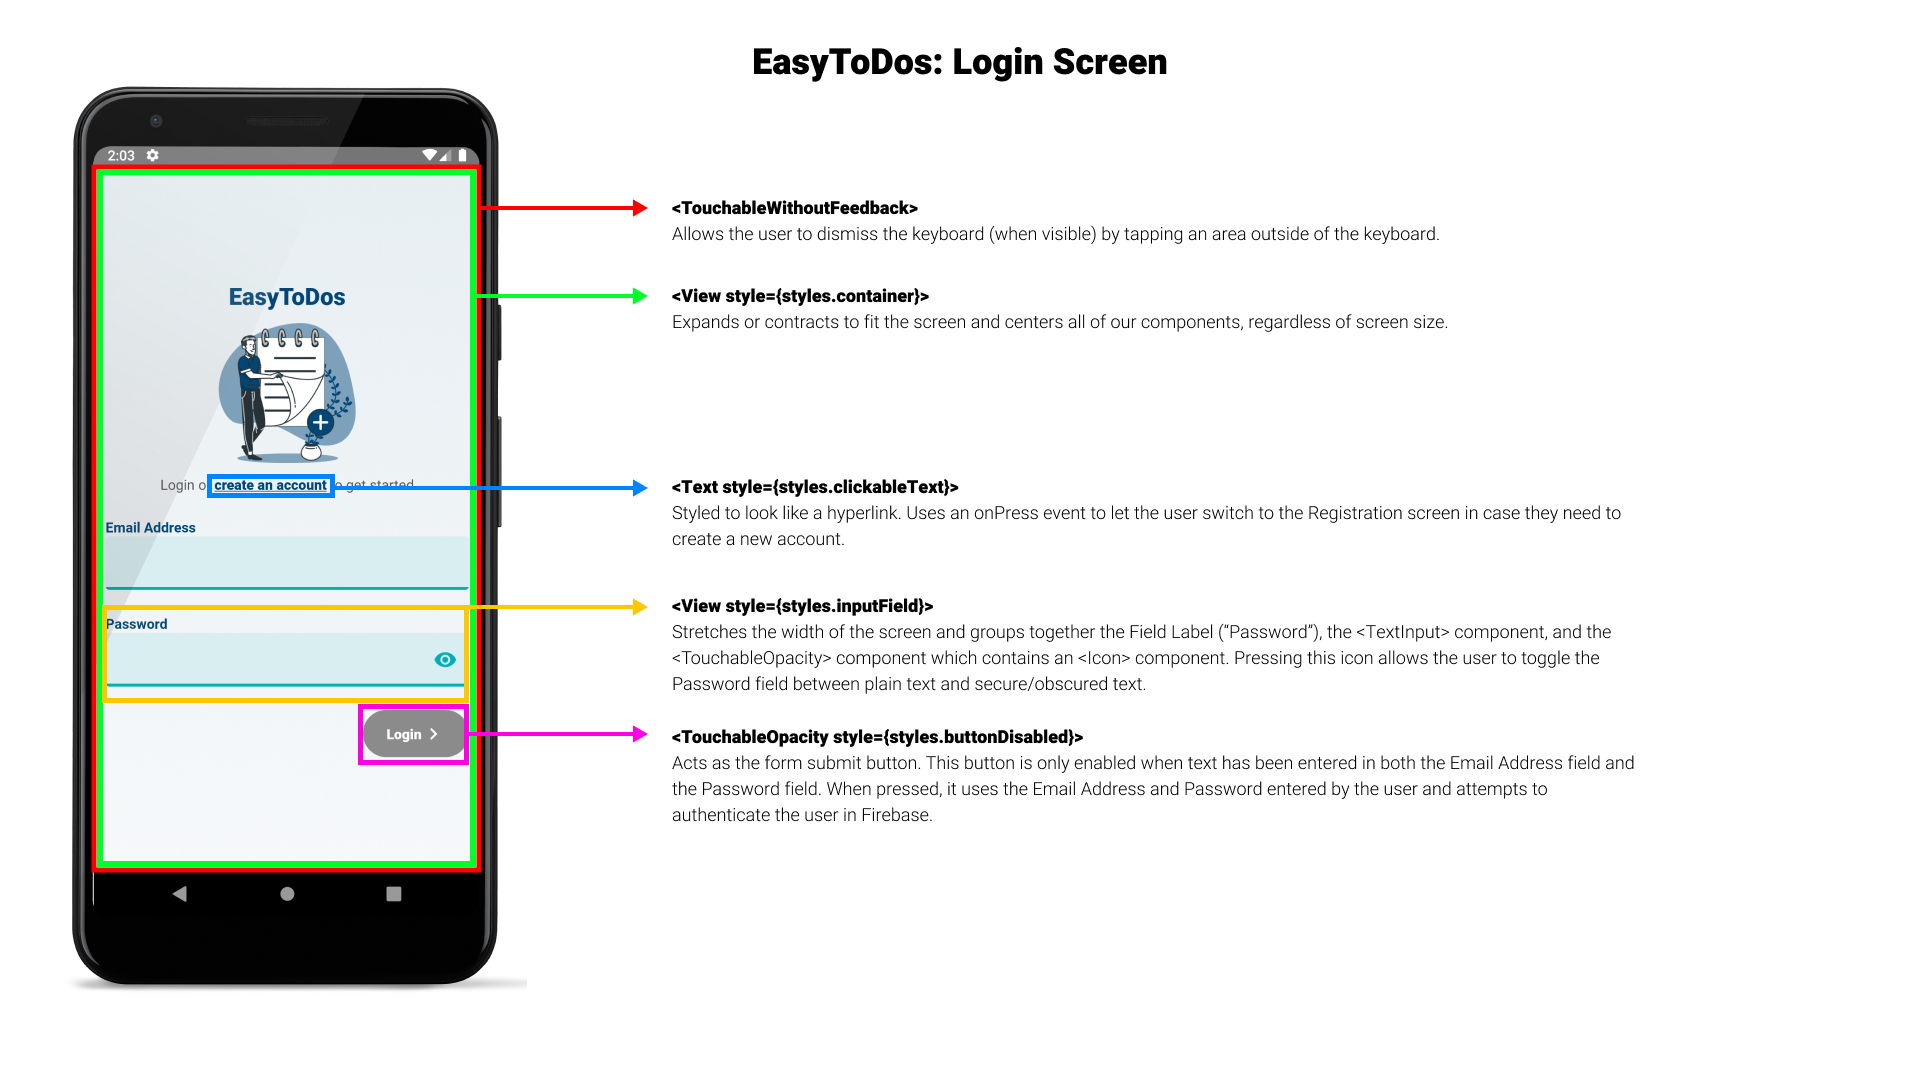 EasyToDos: Login Screen
2:03
EasyToDos
Login o create an account o get started
Email Address
Password
Login
<TouchableWithoutFeedback>
Allows the user to dismiss the keyboard (when visible) by tapping an area outside of the keyboard.
<View style={styles.container}>
Expands or contracts to fit the screen and centers all of our components, regardless of screen size.
<Text style={styles.clickableText}>
Styled to look like a hyperlink. Uses an onPress event to let the user switch to the Registration screen in case they need to
create a new account.
<View style={styles.inputField}>
Stretches the width of the screen and groups together the Field Label (“Password”), the <TextInput> component, and the
<TouchableOpacity> component which contains an <Icon> component. Pressing this icon allows the user to toggle the
Password field between plain text and secure/obscured text.
<TouchableOpacity style={styles.buttonDisabled}>
Acts as the form submit button. This button is only enabled when text has been entered in both the Email Address field and
the Password field. When pressed, it uses the Email Address and Password entered by the user and attempts to
authenticate the user in Firebase.